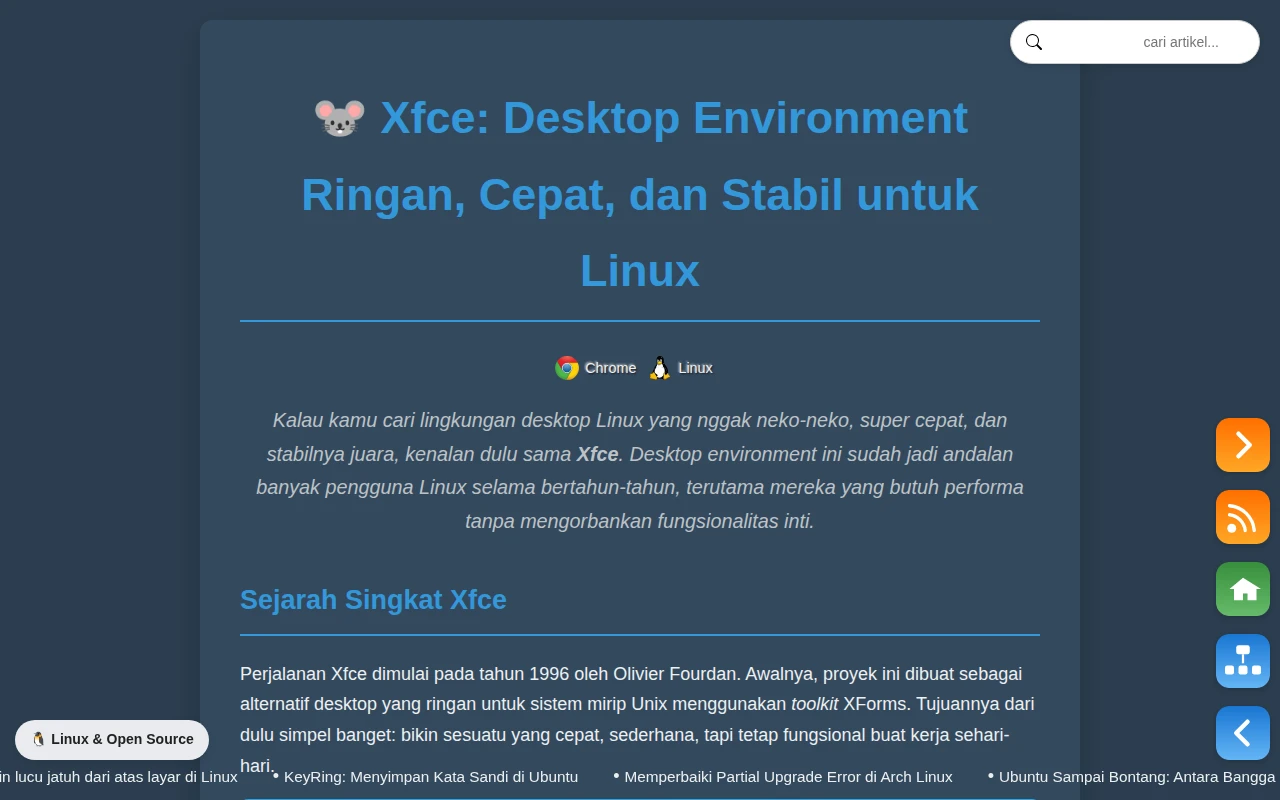 cari artikel...
🐭 Xfce: Desktop Environment
Ringan, Cepat, dan Stabil untuk
Linux
Chrome Linux
Kalau kamu cari lingkungan desktop Linux yang nggak neko-neko, super cepat, dan
stabilnya juara, kenalan dulu sama Xfce. Desktop environment ini sudah jadi andalan
banyak pengguna Linux selama bertahun-tahun, terutama mereka yang butuh performa
tanpa mengorbankan fungsionalitas inti.
Sejarah Singkat Xfce
Perjalanan Xfce dimulai pada tahun 1996 oleh Olivier Fourdan. Awalnya, proyek ini dibuat sebagai
alternatif desktop yang ringan untuk sistem mirip Unix menggunakan toolkit XForms. Tujuannya dari
dulu simpel banget: bikin sesuatu yang cepat, sederhana, tapi tetap fungsional buat kerja sehari-
hari.
🐧 Linux & Open Source
in lucu jatuh dari atas layar di Linux • KeyRing: Menyimpan Kata Sandi di Ubuntu • Memperbaiki Partial Upgrade Error di Arch Linux • Ubuntu Sampai Bontang: Antara Bangga